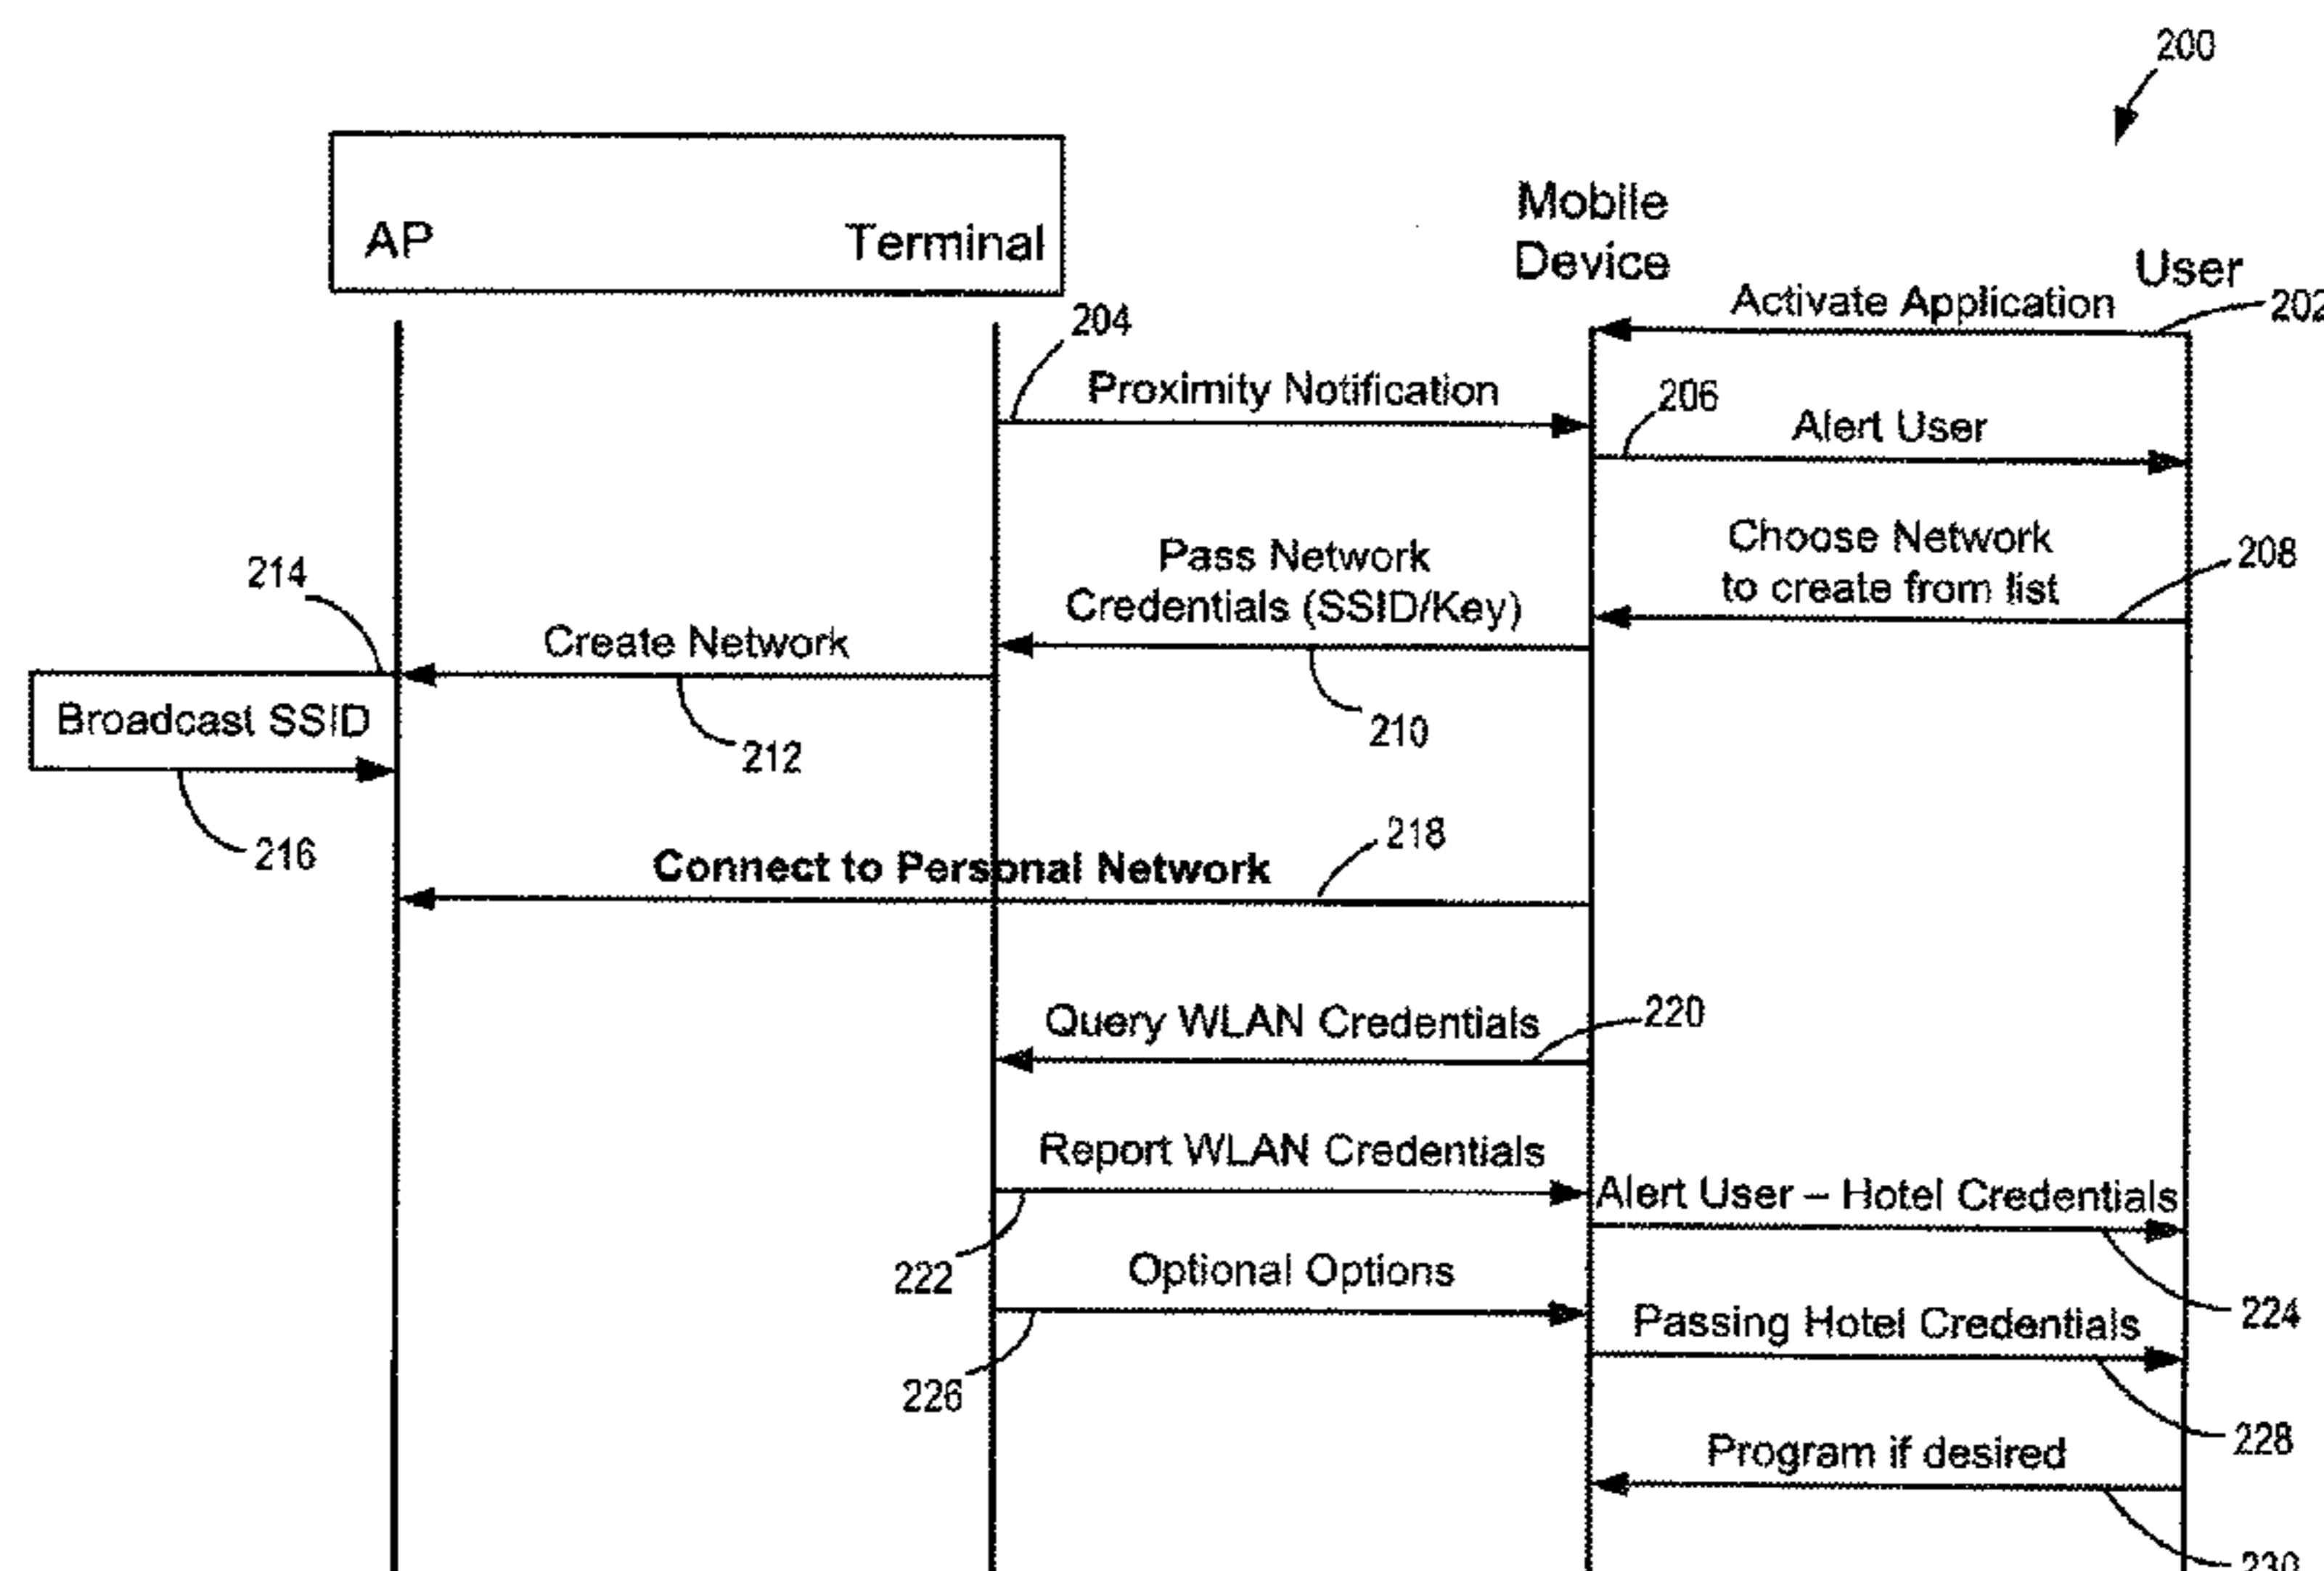 200
AP
Terminal
Mobile
Device
User
Activate Application
202
204
Proximity Notification
206
Alert User
Choose Network
to create from list
208
Pass Network
Credentials (SSID/Key)
210
214
Create Network
212
Broadcast SSID
216
218
Connect to Personal Network
Query WLAN Credentials
220
Report WLAN Credentials
222
Alert User – Hotel Credentials
224
Optional Options
226
Passing Hotel Credentials
228
Program if desired
230